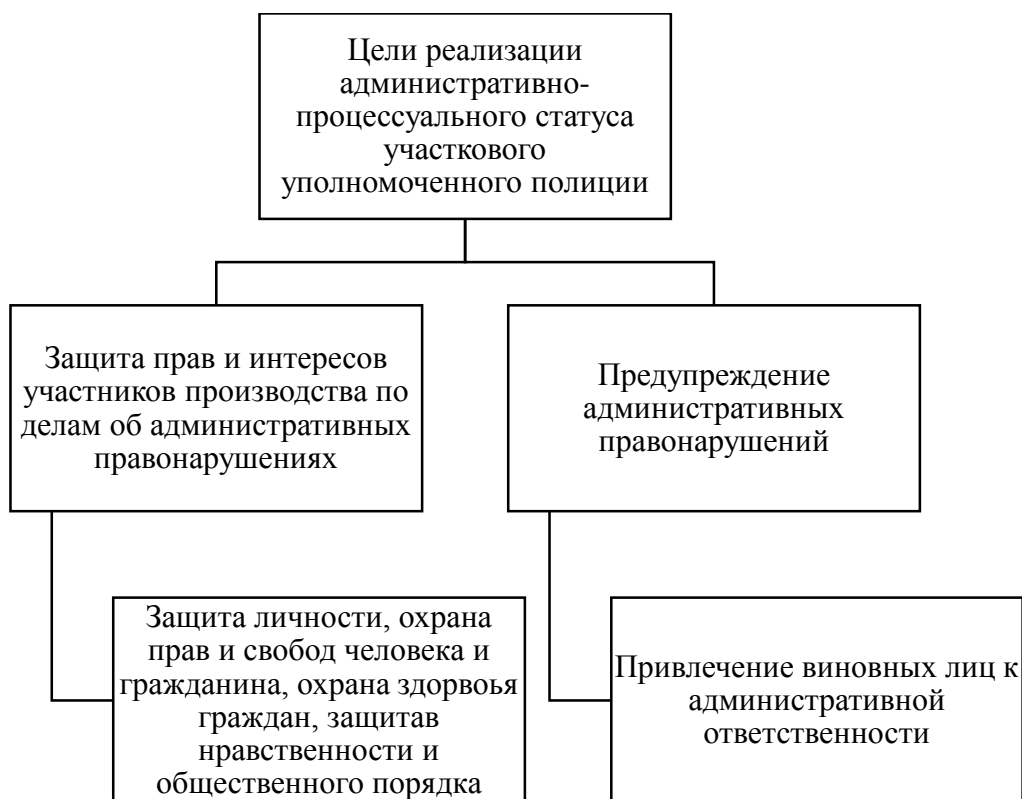 Цели реализации
административно-
процессуального статуса
участкового
уполномоченного полиции
Защита прав и интересов
участников производства по
делам об административных
правонарушениях
Предупреждение
административных
правонарушений
Защита личности, охрана
прав и свобод человека и
гражданина, охрана здорвоья
граждан, защитав
нравственности и
общественного порядка
Привлечение виновных лиц к
административной
ответственности